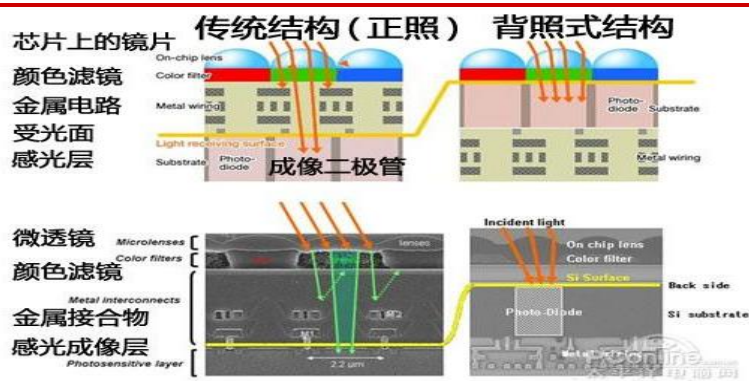 传统结构(正照)
背照式结构
芯片上的镜片
On-chip lens
颜色滤镜
Color filter
金属电路
Metal wiring
Photo-diode
Substrate
受光面
Light receiving surface
感光层
Substrate
Photo-diode
成像二极管
Metal wiring
微透镜
Microlenses
lenses
Incident light
On chip lens
颜色滤镜
Color filters
Color filter
Si Surface
Back side
Metal interconnects
金属接合物
M2
Photo-Diode
Si substrate
M1
感光成像层
Photosensitive layer
2.2 μm